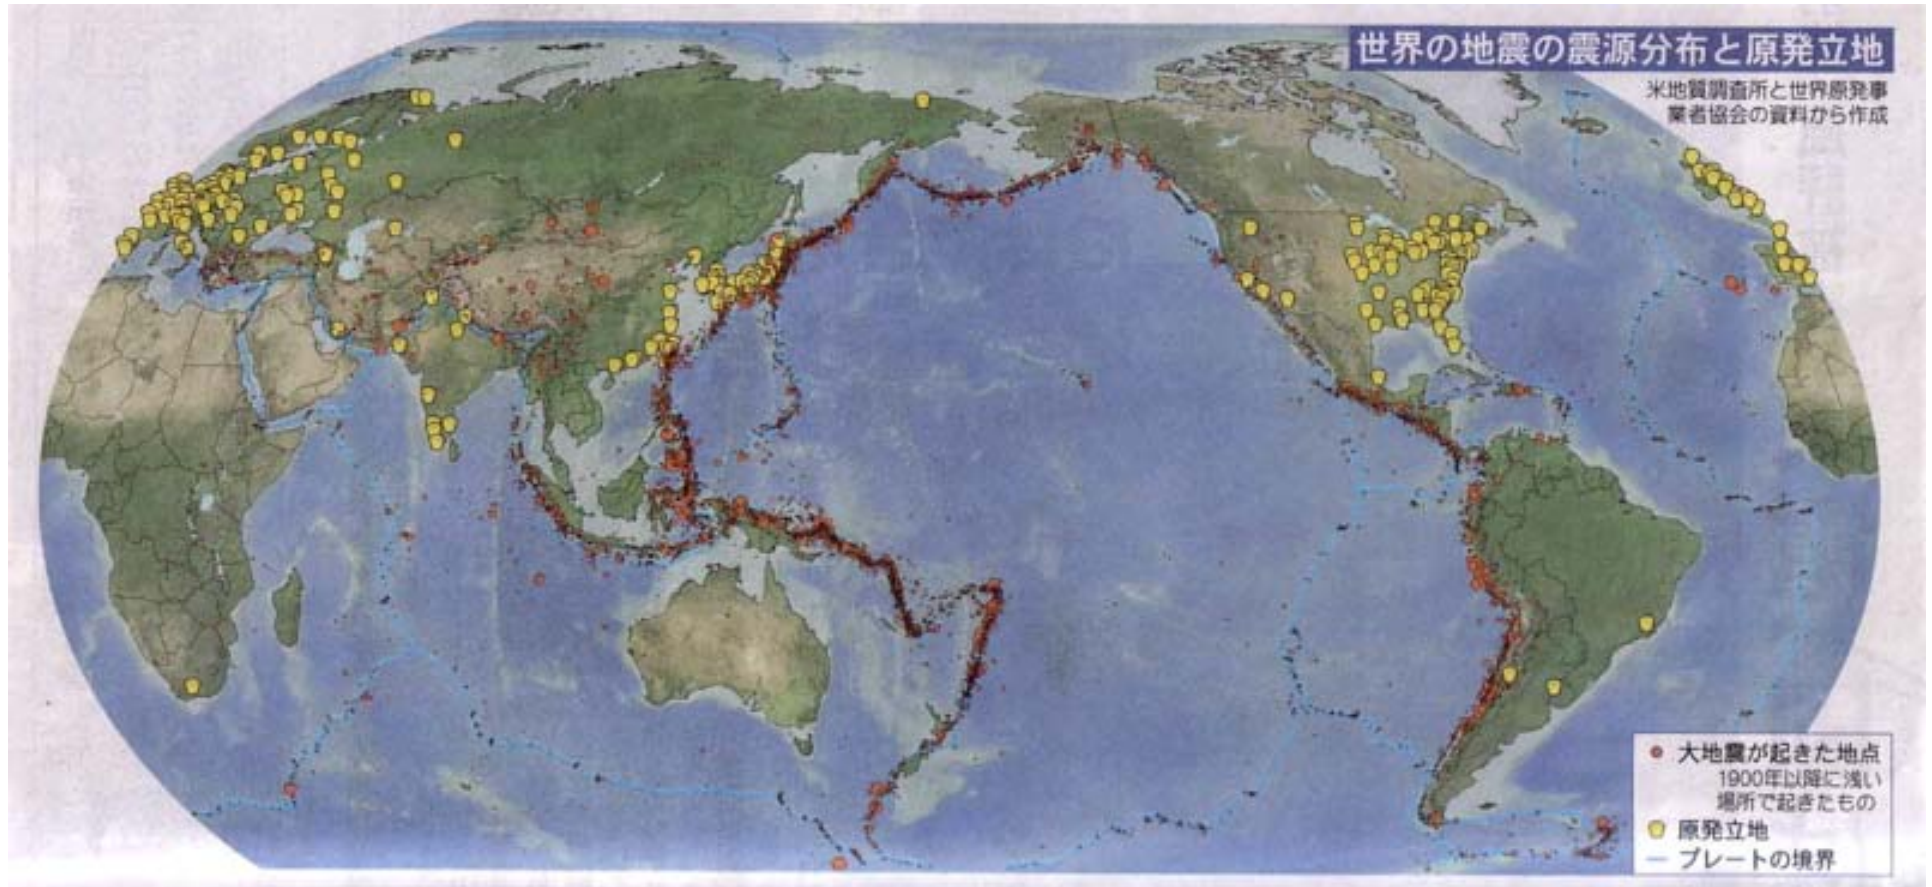 世界の地震の震源分布と原発立地
米地質調査所と世界原発事
業者協会の資料から作成
大地震が起きた地点
1900年以降に浅い
場所で起きたもの
原発立地
プレートの境界